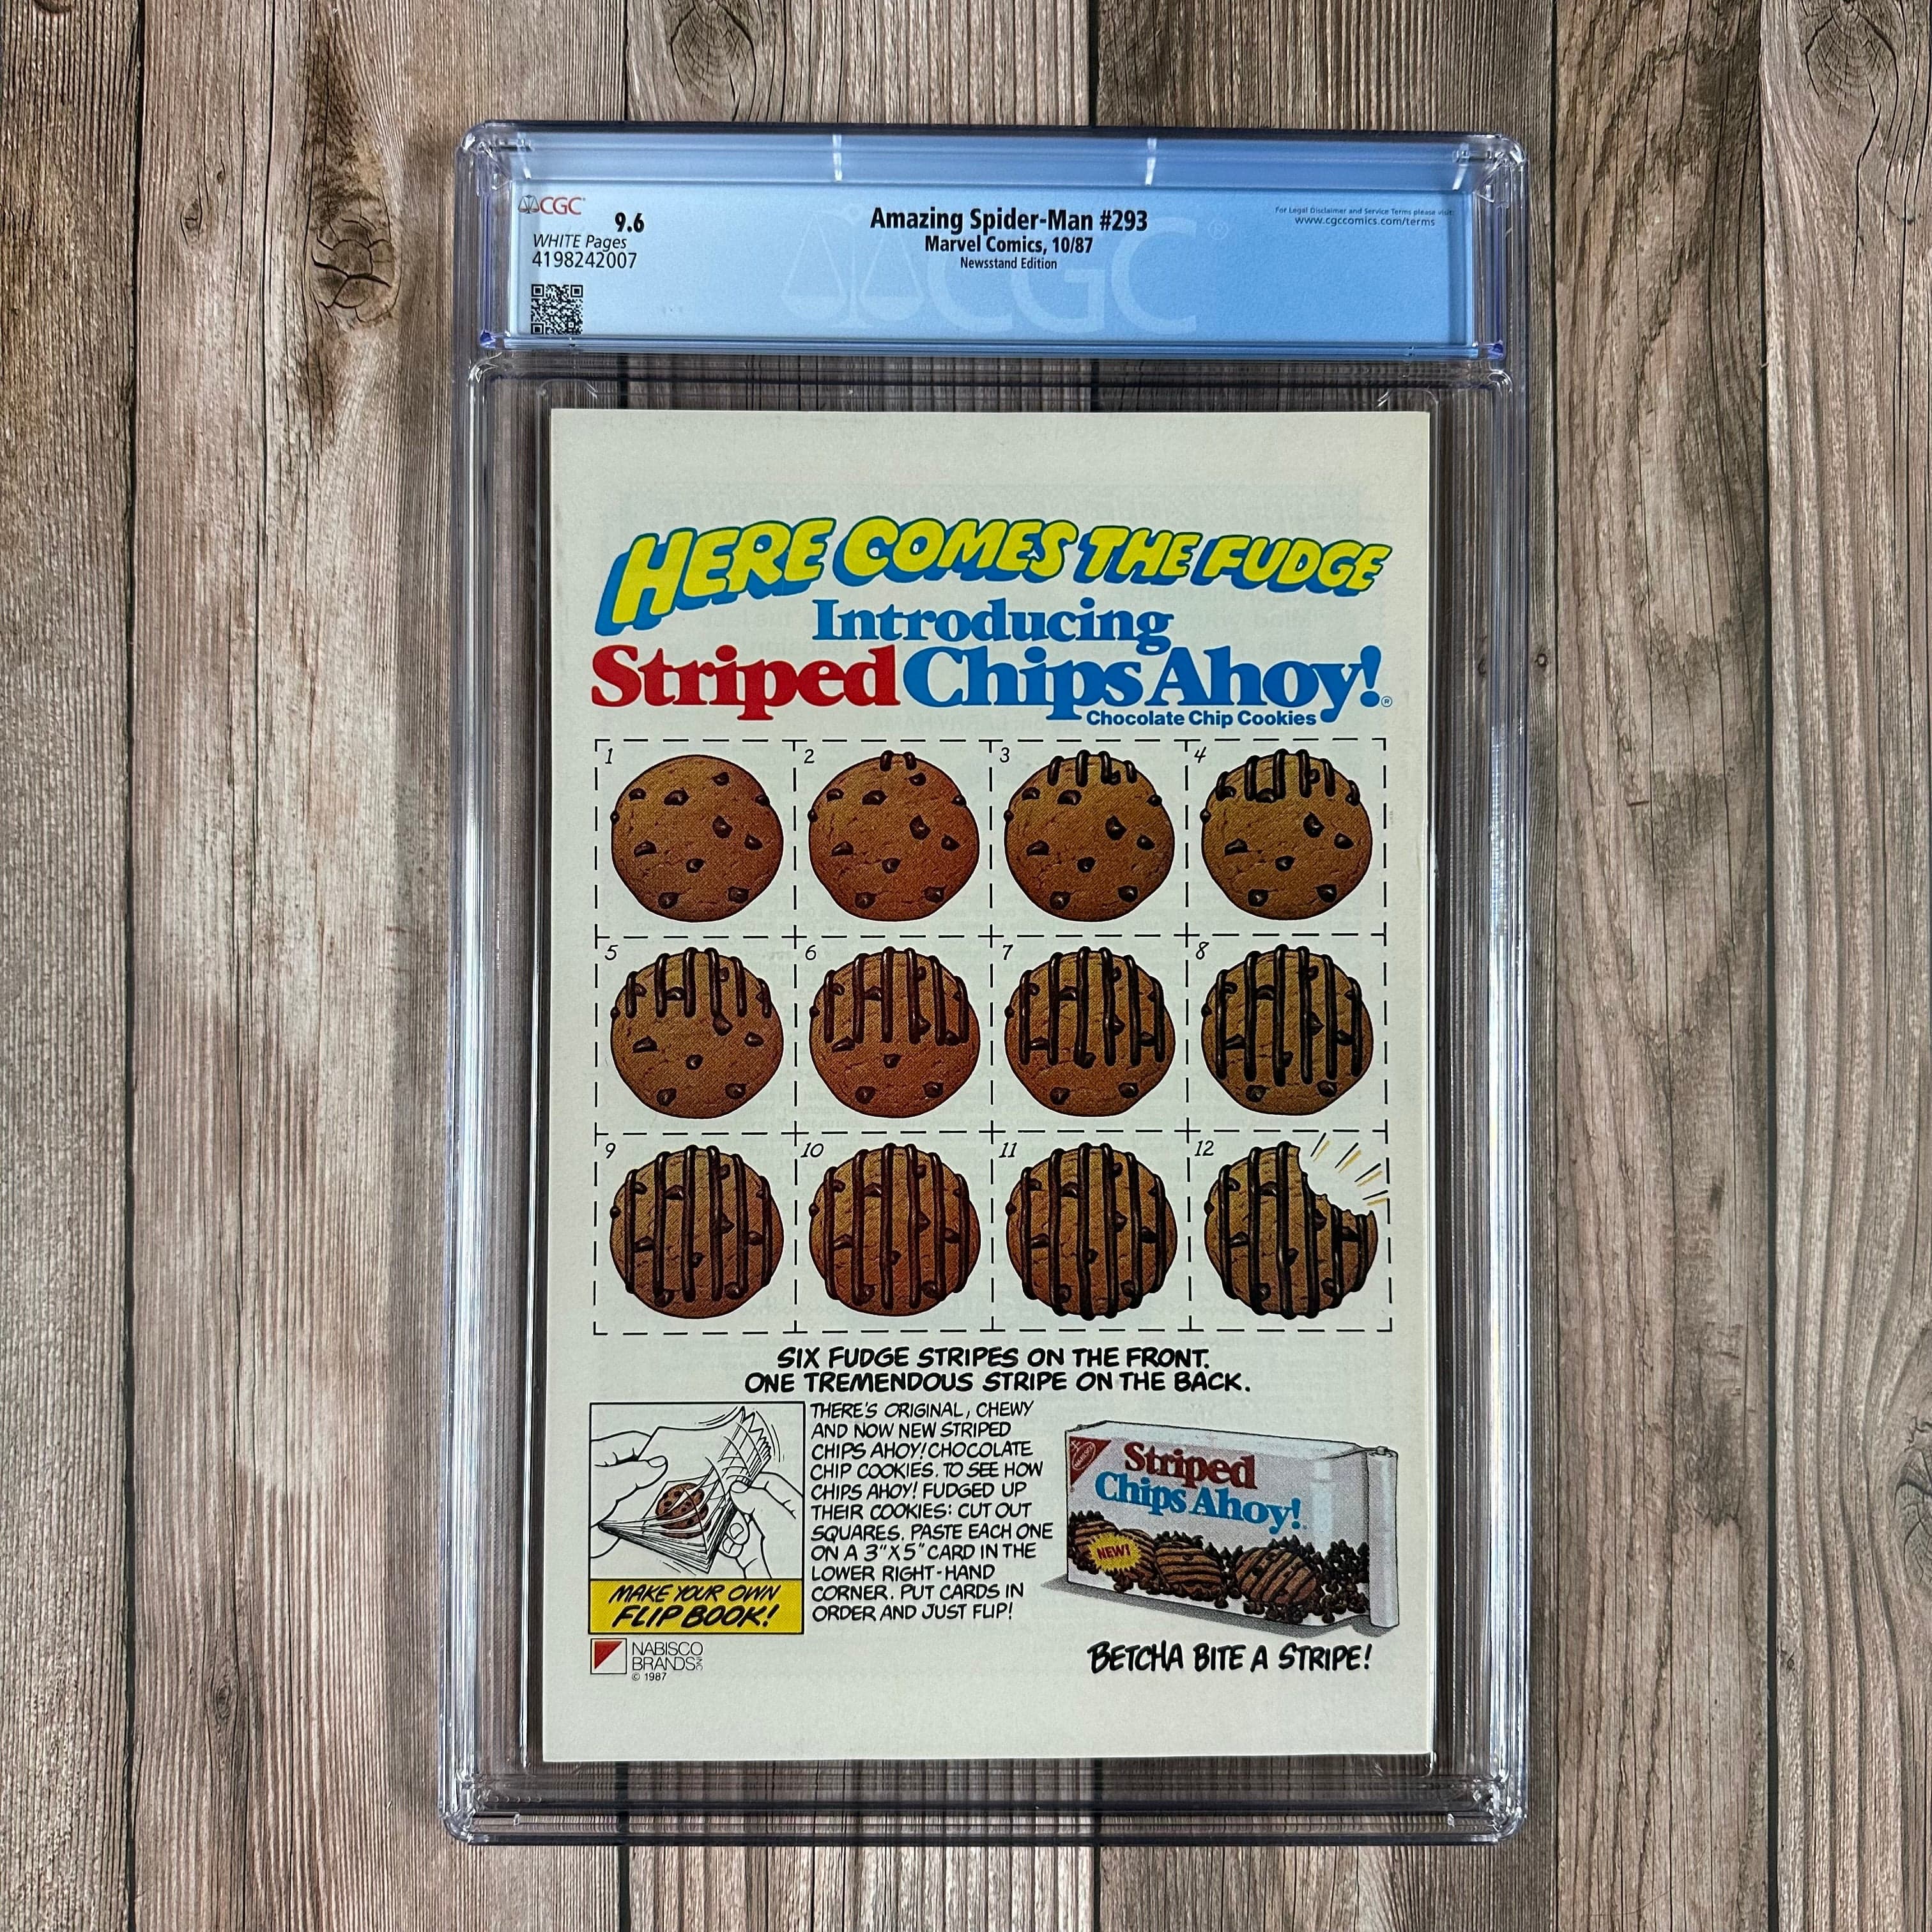 CGC
9.6
WHITE Pages
4198242007
Amazing Spider-Man #293
Marvel Comics, 10/87
Newsstand Edition
For Legal Disclaimer and Service Terms please visit:
www.cgccomics.com/terms
CGC®
HERE COMES THE FUDGE
Introducing
Striped Chips Ahoy!®
Chocolate Chip Cookies
1 2 3 4
5 6 7 8
9 10 11 12
SIX FUDGE STRIPES ON THE FRONT.
ONE TREMENDOUS STRIPE ON THE BACK.
MAKE YOUR OWN
FLIP BOOK!
THERE'S ORIGINAL, CHEWY
AND NOW NEW STRIPED
CHIPS AHOY! CHOCOLATE
CHIP COOKIES. TO SEE HOW
CHIPS AHOY! FUDGED UP
THEIR COOKIES: CUT OUT
SQUARES. PASTE EACH ONE
ON A 3"X5" CARD IN THE
LOWER RIGHT-HAND
CORNER. PUT CARDS IN
ORDER AND JUST FLIP!
NABISCO
Striped
Chips Ahoy!
NEW!
NABISCO
BRANDS INC
© 1987
BETCHA BITE A STRIPE!